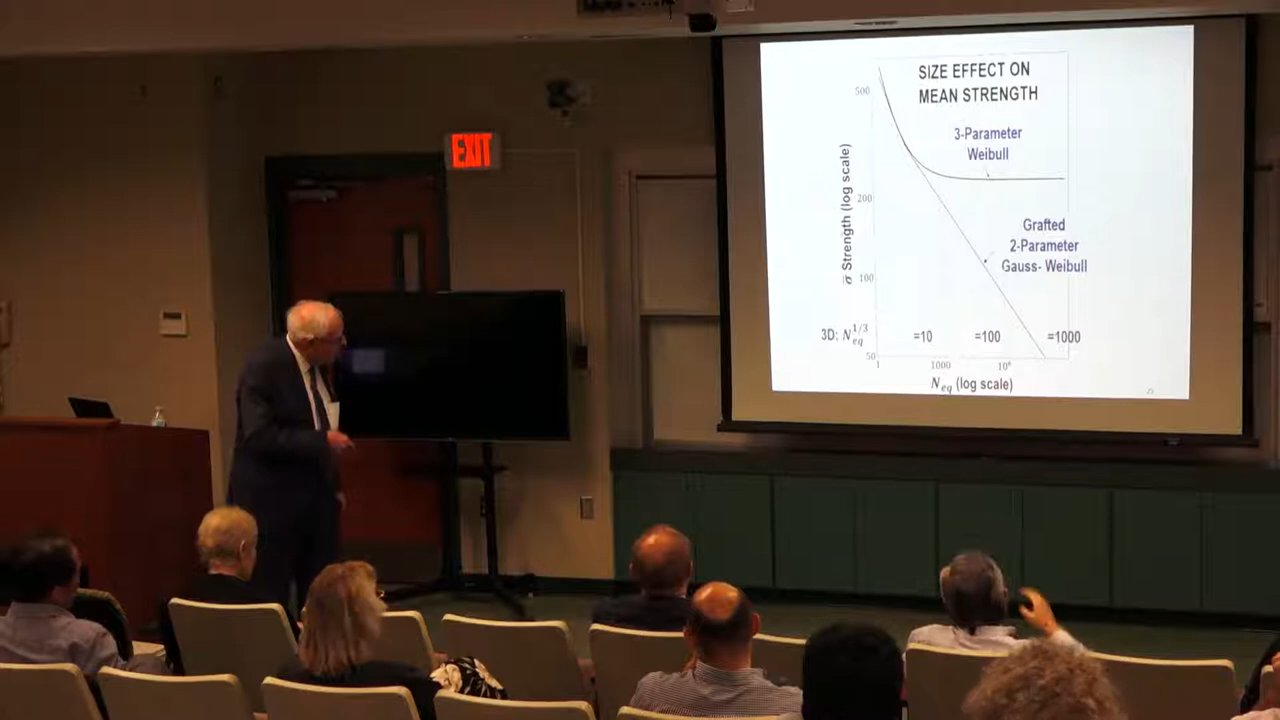 EXIT
SIZE EFFECT ON
MEAN STRENGTH
500
3-Parameter
Weibull
200
Grafted
2-Parameter
Gauss- Weibull
100
σ̅ Strength (log scale)
3D: N_eq^1/3 =10 =100 =1000
50
1 1000 10⁶
N_eq (log scale)